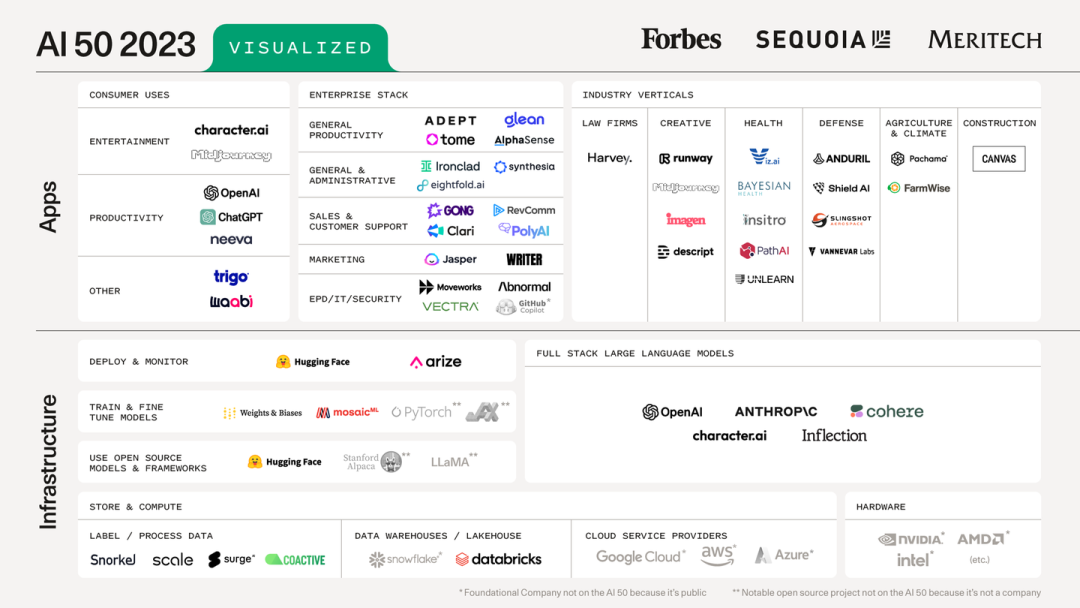 AI 50 2023
VISUALIZED
Forbes
SEQUOIA
MERITECH
Apps
CONSUMER USES
ENTERTAINMENT
character.ai
Midjourney
PRODUCTIVITY
OpenAI
ChatGPT
neeva
OTHER
trigo
waabi
ENTERPRISE STACK
GENERAL
PRODUCTIVITY
ADEPT glean
tome AlphaSense
GENERAL &
ADMINISTRATIVE
Ironclad synthesia
eightfold.ai
SALES &
CUSTOMER SUPPORT
GONG RevComm
Clari PolyAI
MARKETING
Jasper WRITER
EPD/IT/SECURITY
Moveworks Abnormal
VECTRA GitHub*
Copilot
INDUSTRY VERTICALS
LAW FIRMS
Harvey.
CREATIVE
runway
Midjourney
imagen
descript
HEALTH
Viz.ai
BAYESIAN
HEALTH
insitro
PathAI
UNLEARN
DEFENSE
ANDURIL
Shield AI
SLINGSHOT
AEROSPACE
VANNEVAR Labs
AGRICULTURE
& CLIMATE
Pachama
FarmWise
CONSTRUCTION
CANVAS
Infrastructure
DEPLOY & MONITOR
Hugging Face arize
TRAIN & FINE
TUNE MODELS
Weights & Biases mosaicML PyTorch** JAX**
USE OPEN SOURCE
MODELS & FRAMEWORKS
Hugging Face Stanford
Alpaca** LLaMA**
FULL STACK LARGE LANGUAGE MODELS
OpenAI ANTHROP\C cohere
character.ai Inflection
STORE & COMPUTE
LABEL / PROCESS DATA
Snorkel scale surge* COACTIVE
DATA WAREHOUSES / LAKEHOUSE
snowflake* databricks
CLOUD SERVICE PROVIDERS
Google Cloud* aws* Azure*
HARDWARE
NVIDIA* AMD*
intel* (etc.)
* Foundational Company not on the AI 50 because it's public ** Notable open source project not on the AI 50 because it's not a company